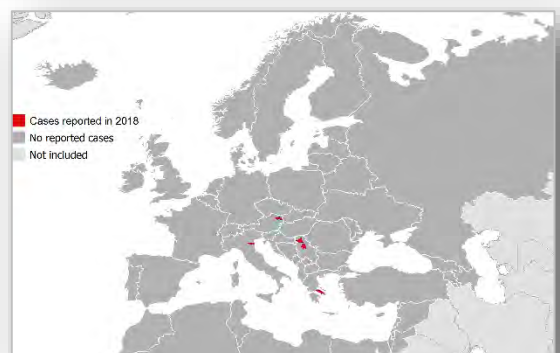 Cases reported in 2018
No reported cases
Not included